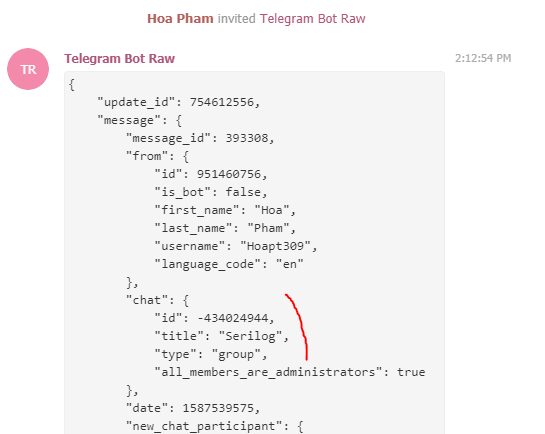 Hoa Pham invited Telegram Bot Raw
TR
Telegram Bot Raw
2:12:54 PM
{
"update_id": 754612556,
"message": {
"message_id": 393308,
"from": {
"id": 951460756,
"is_bot": false,
"first_name": "Hoa",
"last_name": "Pham",
"username": "Hoapt309",
"language_code": "en"
},
"chat": {
"id": -434024944,
"title": "Serilog",
"type": "group",
"all_members_are_administrators": true
},
"date": 1587539575,
"new_chat_participant": {